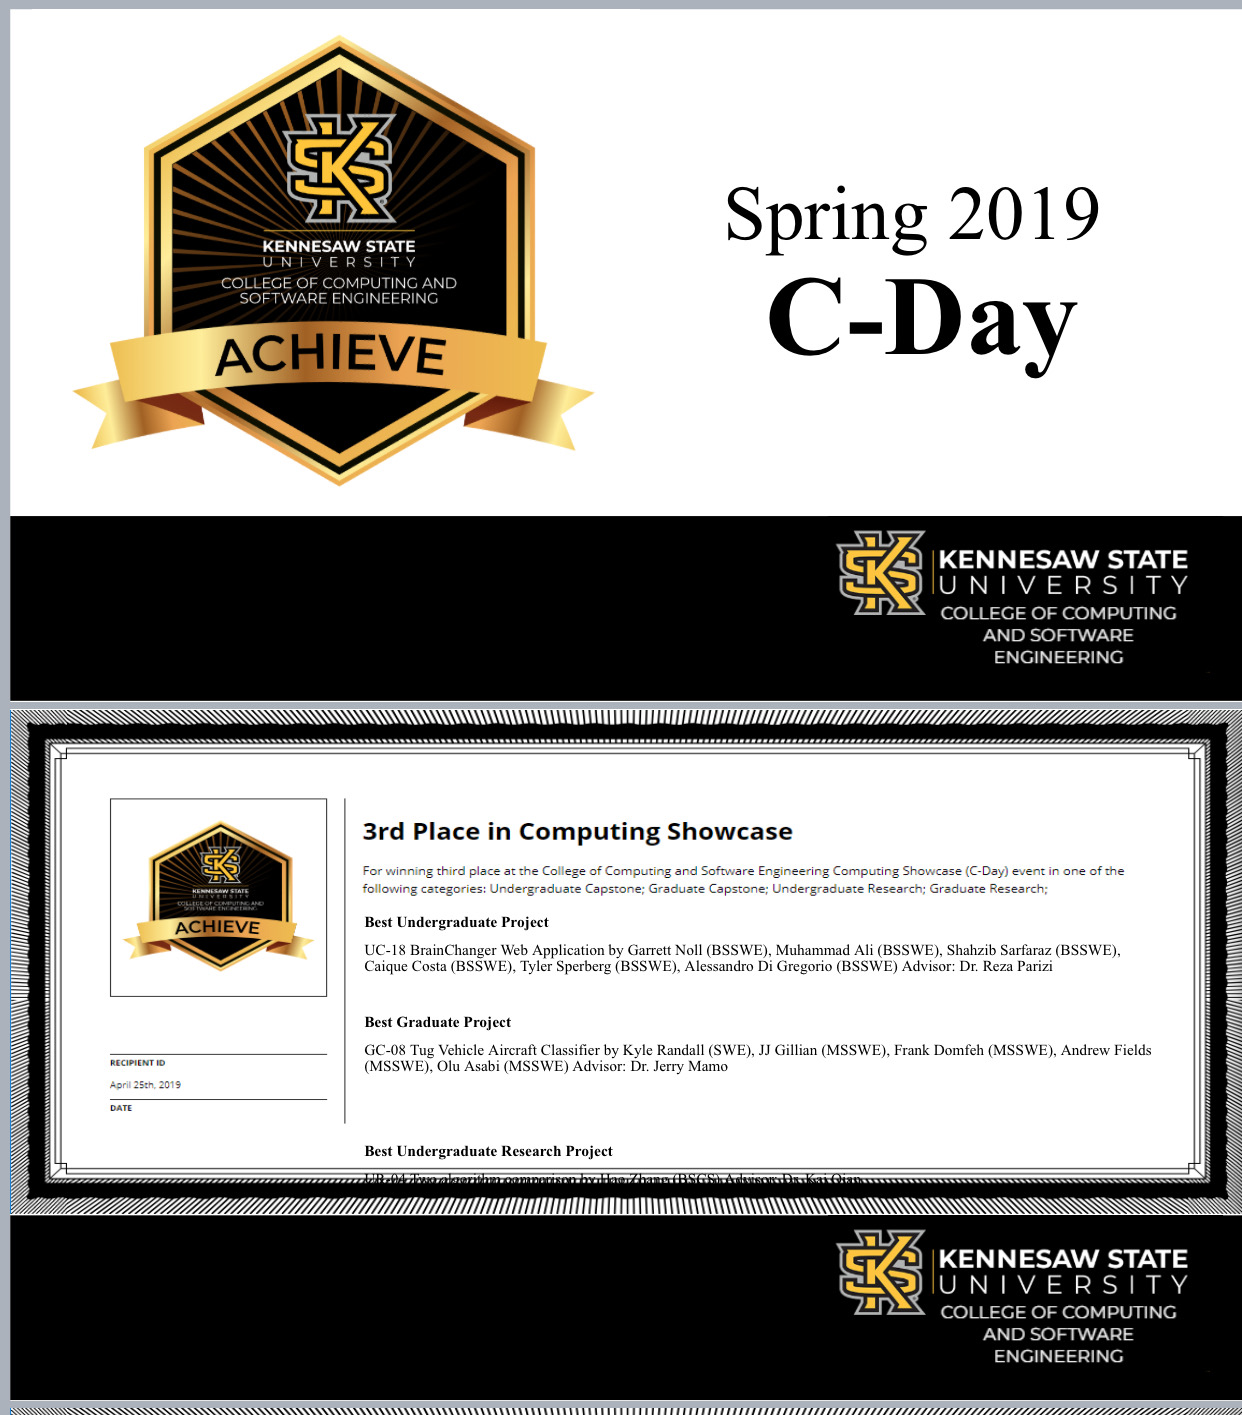 KENNESAW STATE
UNIVERSITY
COLLEGE OF COMPUTING AND
SOFTWARE ENGINEERING
ACHIEVE
Spring 2019
C-Day
KENNESAW STATE
UNIVERSITY
COLLEGE OF COMPUTING
AND SOFTWARE
ENGINEERING
KENNESAW STATE
UNIVERSITY
COLLEGE OF COMPUTING AND
SOFTWARE ENGINEERING
ACHIEVE
RECIPIENT ID
April 25th, 2019
DATE
3rd Place in Computing Showcase
For winning third place at the College of Computing and Software Engineering Computing Showcase (C-Day) event in one of the
following categories: Undergraduate Capstone; Graduate Capstone; Undergraduate Research; Graduate Research;
Best Undergraduate Project
UC-18 BrainChanger Web Application by Garrett Noll (BSSWE), Muhammad Ali (BSSWE), Shahzib Sarfaraz (BSSWE),
Caique Costa (BSSWE), Tyler Sperberg (BSSWE), Alessandro Di Gregorio (BSSWE) Advisor: Dr. Reza Parizi
Best Graduate Project
GC-08 Tug Vehicle Aircraft Classifier by Kyle Randall (SWE), JJ Gillian (MSSWE), Frank Domfeh (MSSWE), Andrew Fields
(MSSWE), Olu Asabi (MSSWE) Advisor: Dr. Jerry Mamo
Best Undergraduate Research Project
UR-04 Two algorithm comparison by Hao Zhang (BSCS) Advisor: Dr. Kai Qian
KENNESAW STATE
UNIVERSITY
COLLEGE OF COMPUTING
AND SOFTWARE
ENGINEERING